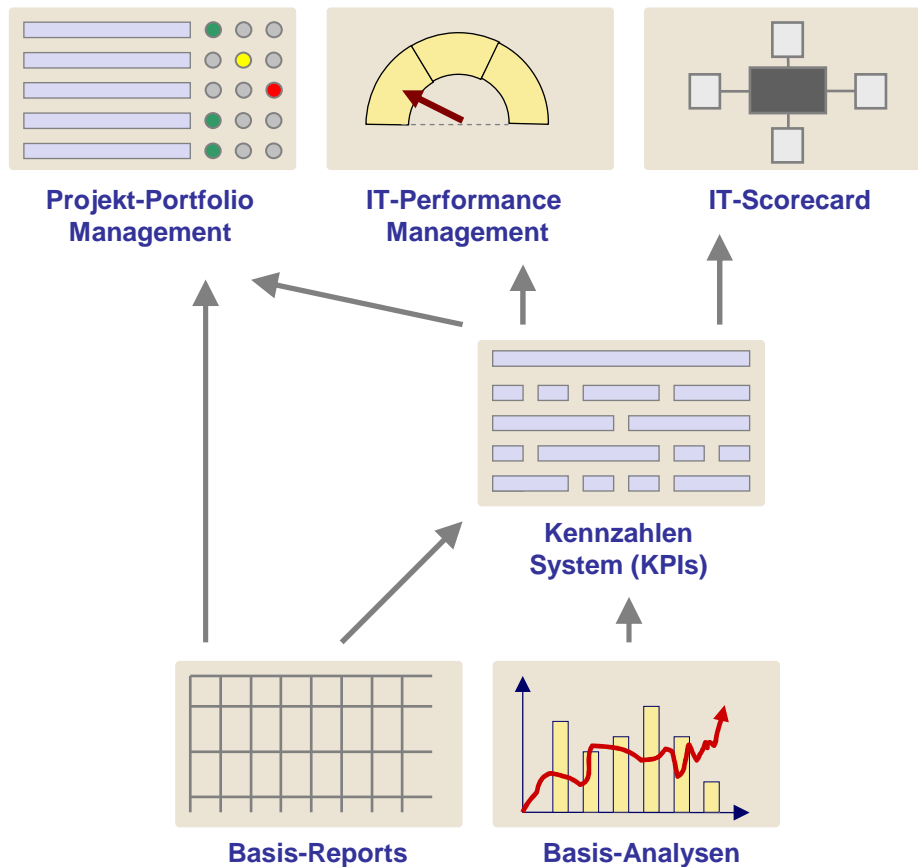 Projekt-Portfolio
Management
IT-Performance
Management
IT-Scorecard
Kennzahlen
System (KPIs)
Basis-Reports
Basis-Analysen